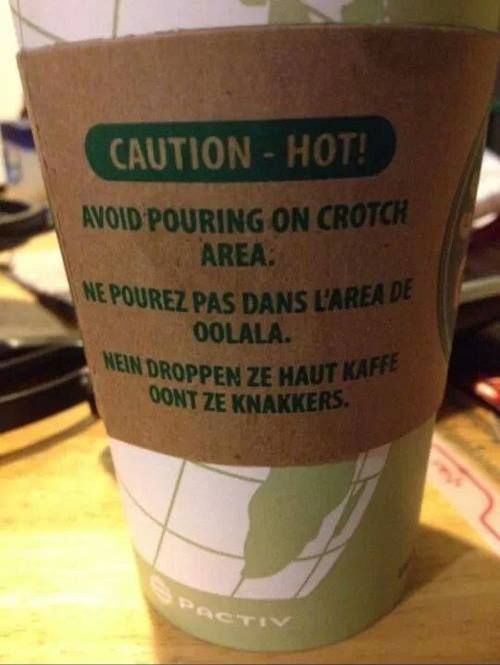 CAUTION - HOT!
AVOID POURING ON CROTCH
AREA.
NE POUREZ PAS DANS L'AREA DE
OOLALA.
NEIN DROPPEN ZE HAUT KAFFE
OONT ZE KNAKKERS.
PACTIV